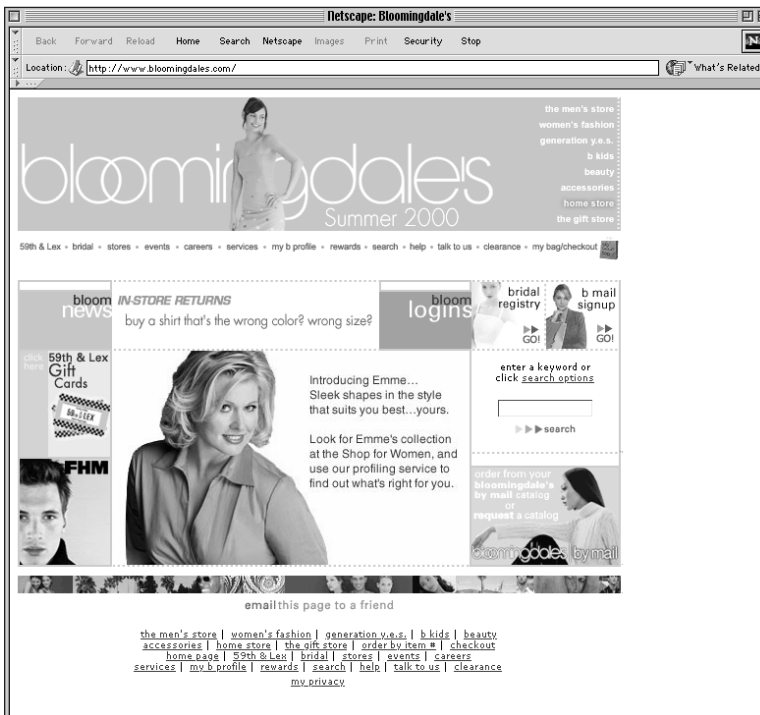 Netscape: Bloomingdale's
Back Forward Reload Home Search Netscape Images Print Security Stop
N
Location: http://www.bloomingdales.com/ What's Related
bloomingdale's
Summer 2000
the men's store
women's fashion
generation y.e.s.
b kids
beauty
accessories
home store
the gift store
59th & Lex • bridal • stores • events • careers • services • my b profile • rewards • search • help • talk to us • clearance • my bag/checkout
bloom
news
IN-STORE RETURNS
buy a shirt that's the wrong color? wrong size?
bloom
logins
bridal
registry
GO!
b mail
signup
GO!
click
here
59th & Lex
Gift
Cards
59th & LEX
FHM
Introducing Emme...
Sleek shapes in the style
that suits you best...yours.
Look for Emme's collection
at the Shop for Women, and
use our profiling service to
find out what's right for you.
enter a keyword or
click search options
search
order from your
bloomingdale's
by mail catalog
or
request a catalog
bloomingdales by mail
email this page to a friend
the men's store | women's fashion | generation y.e.s. | b kids | beauty
accessories | home store | the gift store | order by item # | checkout
home page | 59th & Lex | bridal | stores | events | careers
services | my b profile | rewards | search | help | talk to us | clearance
my privacy